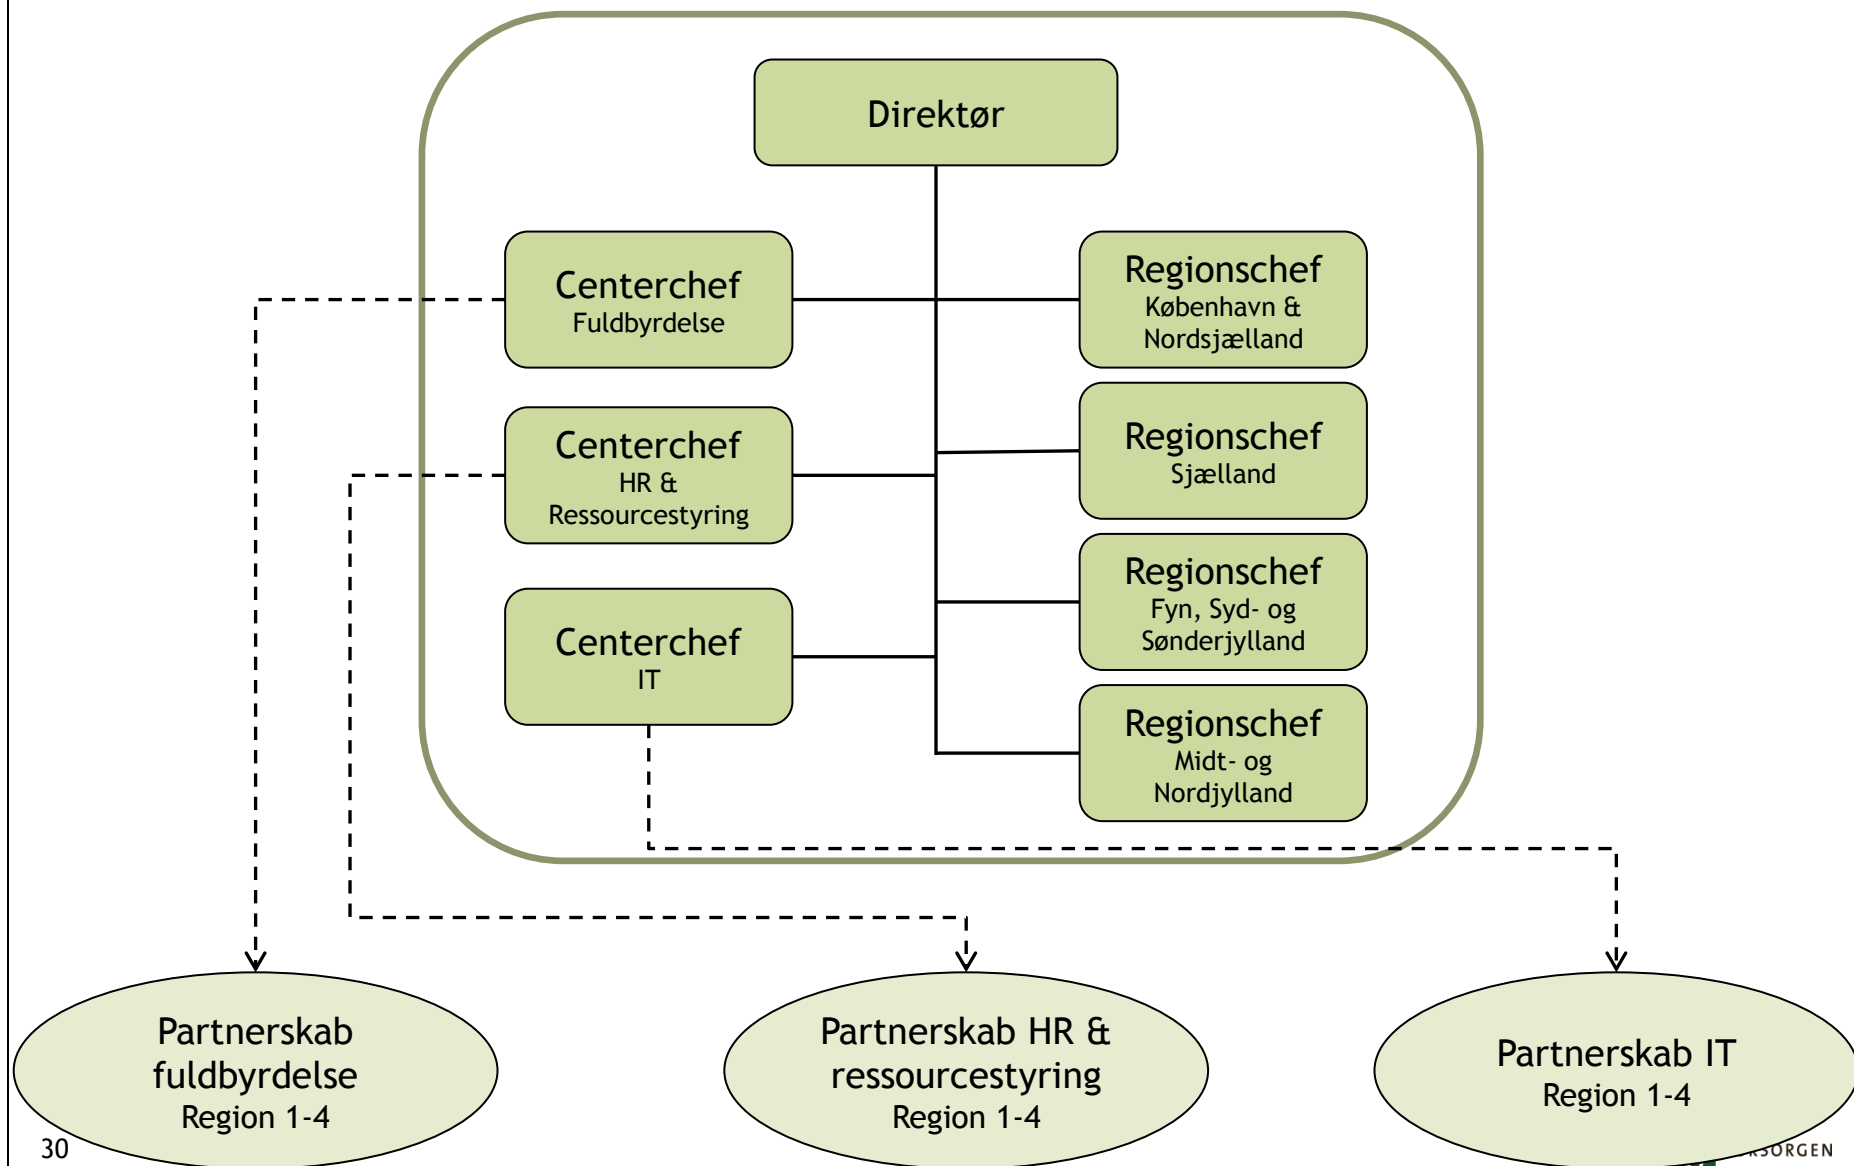 Direktør
Centerchef
Fuldbyrdelse
Regionschef
København &
Nordsjælland
Centerchef
HR &
Ressourcestyring
Regionschef
Sjælland
Regionschef
Fyn, Syd- og
Sønderjylland
Centerchef
IT
Regionschef
Midt- og
Nordjylland
Partnerskab
fuldbyrdelse
Region 1-4
Partnerskab HR &
ressourcestyring
Region 1-4
Partnerskab IT
Region 1-4
30